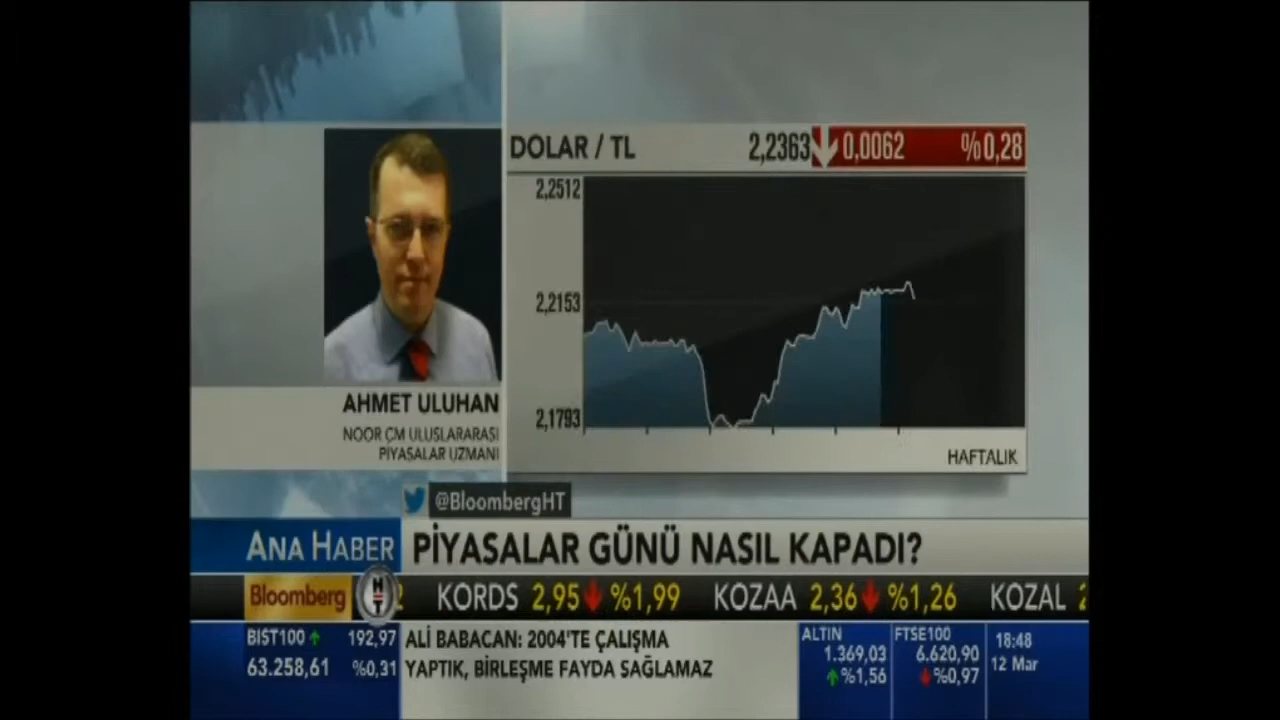 DOLAR / TL 2,2363 0,0062 %0,28
2,2512
2,2153
2,1793
HAFTALIK
AHMET ULUHAN
NOOR ÇM ULUSLARARASI
PİYASALAR UZMANI
@BloombergHT
ANA HABER
PİYASALAR GÜNÜ NASIL KAPADI?
Bloomberg HT
KORDS 2,95 %1,99 KOZAA 2,36 %1,26 KOZAL
BIST100 192,97
63.258,61 %0,31
ALİ BABACAN: 2004'TE ÇALIŞMA
YAPTIK, BİRLEŞME FAYDA SAĞLAMAZ
ALTIN
1.369,03
%1,56
FTSE100
6.620,90
%0,97
18:48
12 Mar